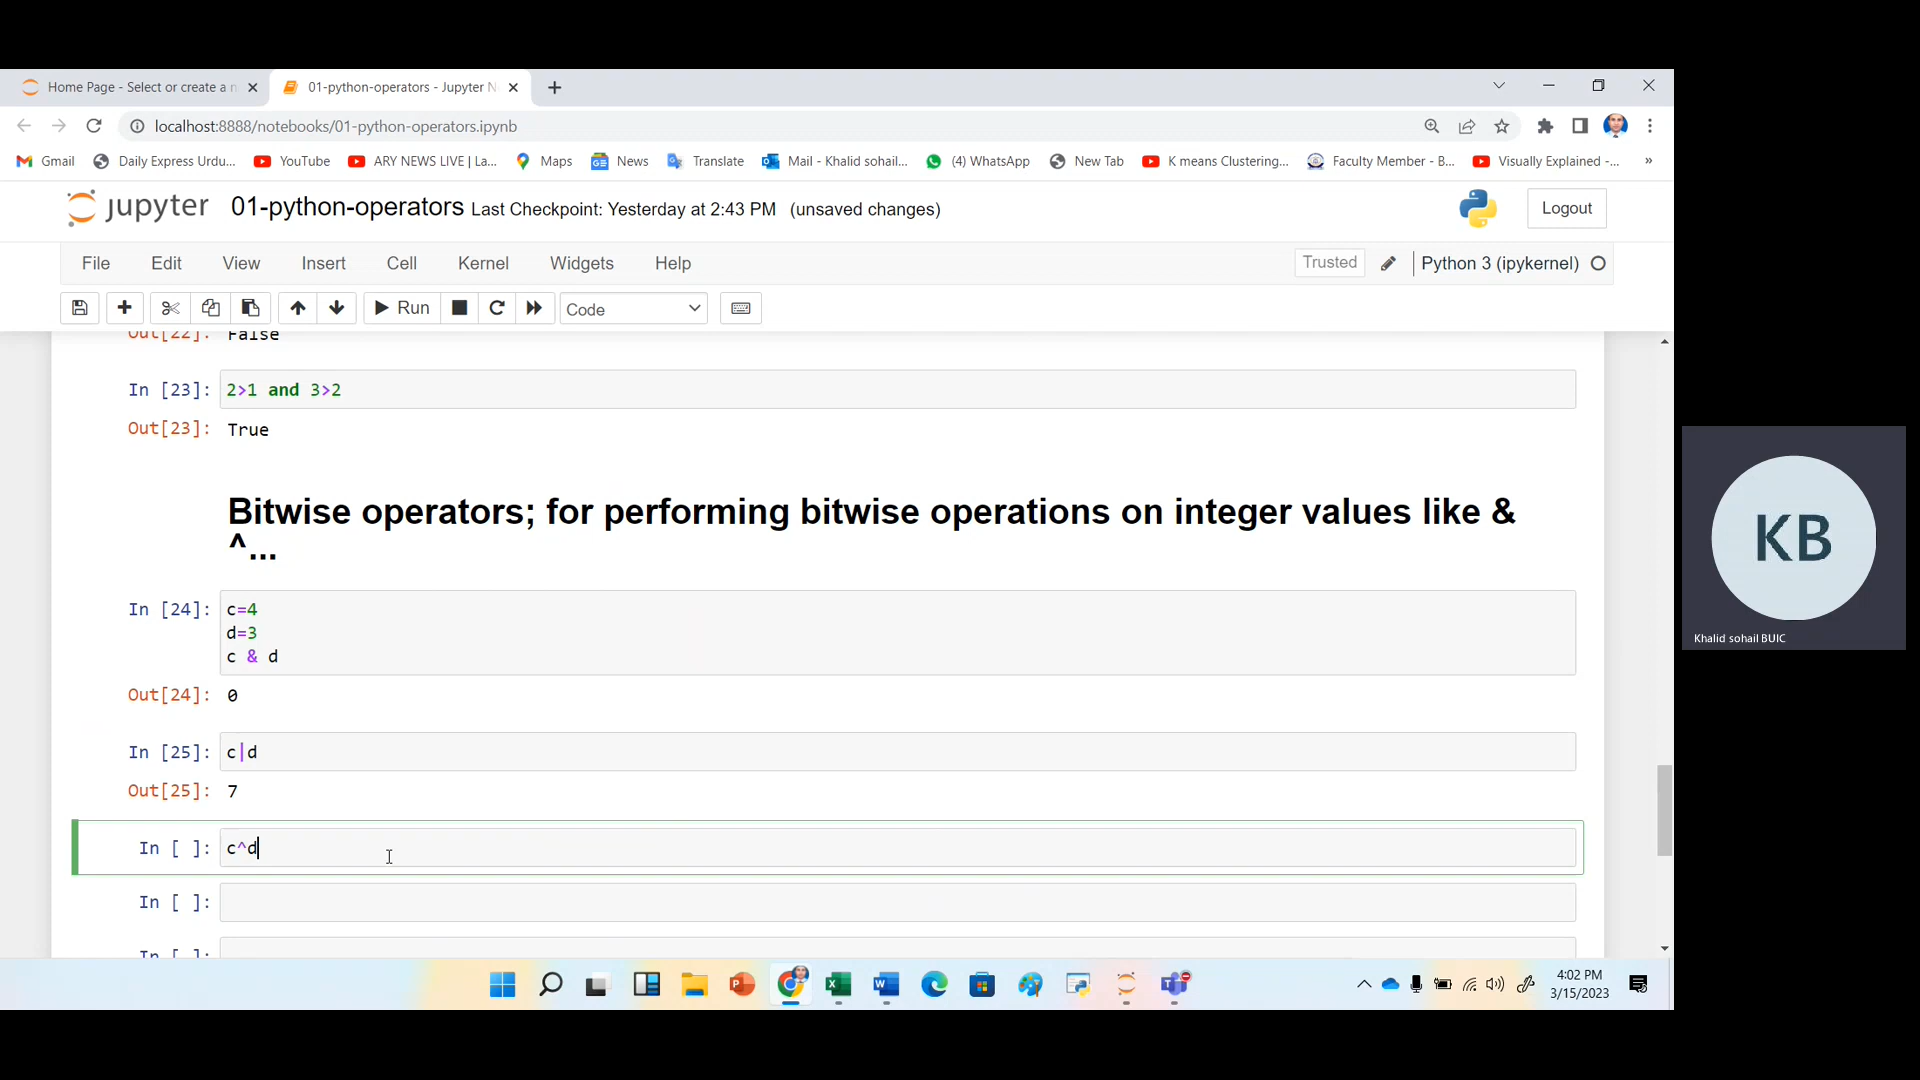 Home Page - Select or create a n
01-python-operators - Jupyter N
localhost:8888/notebooks/01-python-operators.ipynb
Gmail
Daily Express Urdu...
YouTube
ARY NEWS LIVE | La...
Maps
News
Translate
Mail - Khalid sohail...
(4) WhatsApp
New Tab
K means Clustering...
Faculty Member - B...
Visually Explained -...
»
jupyter 01-python-operators Last Checkpoint: Yesterday at 2:43 PM (unsaved changes)
Logout
File Edit View Insert Cell Kernel Widgets Help
Trusted
Python 3 (ipykernel)
Run
Code
Out[22]: False
In [23]: 2>1 and 3>2
Out[23]: True
Bitwise operators; for performing bitwise operations on integer values like &
^...
In [24]: c=4
d=3
c & d
Out[24]: 0
In [25]: c|d
Out[25]: 7
In [ ]: c^d
In [ ]:
In [ ]:
4:02 PM
3/15/2023
KB
Khalid sohail BUIC